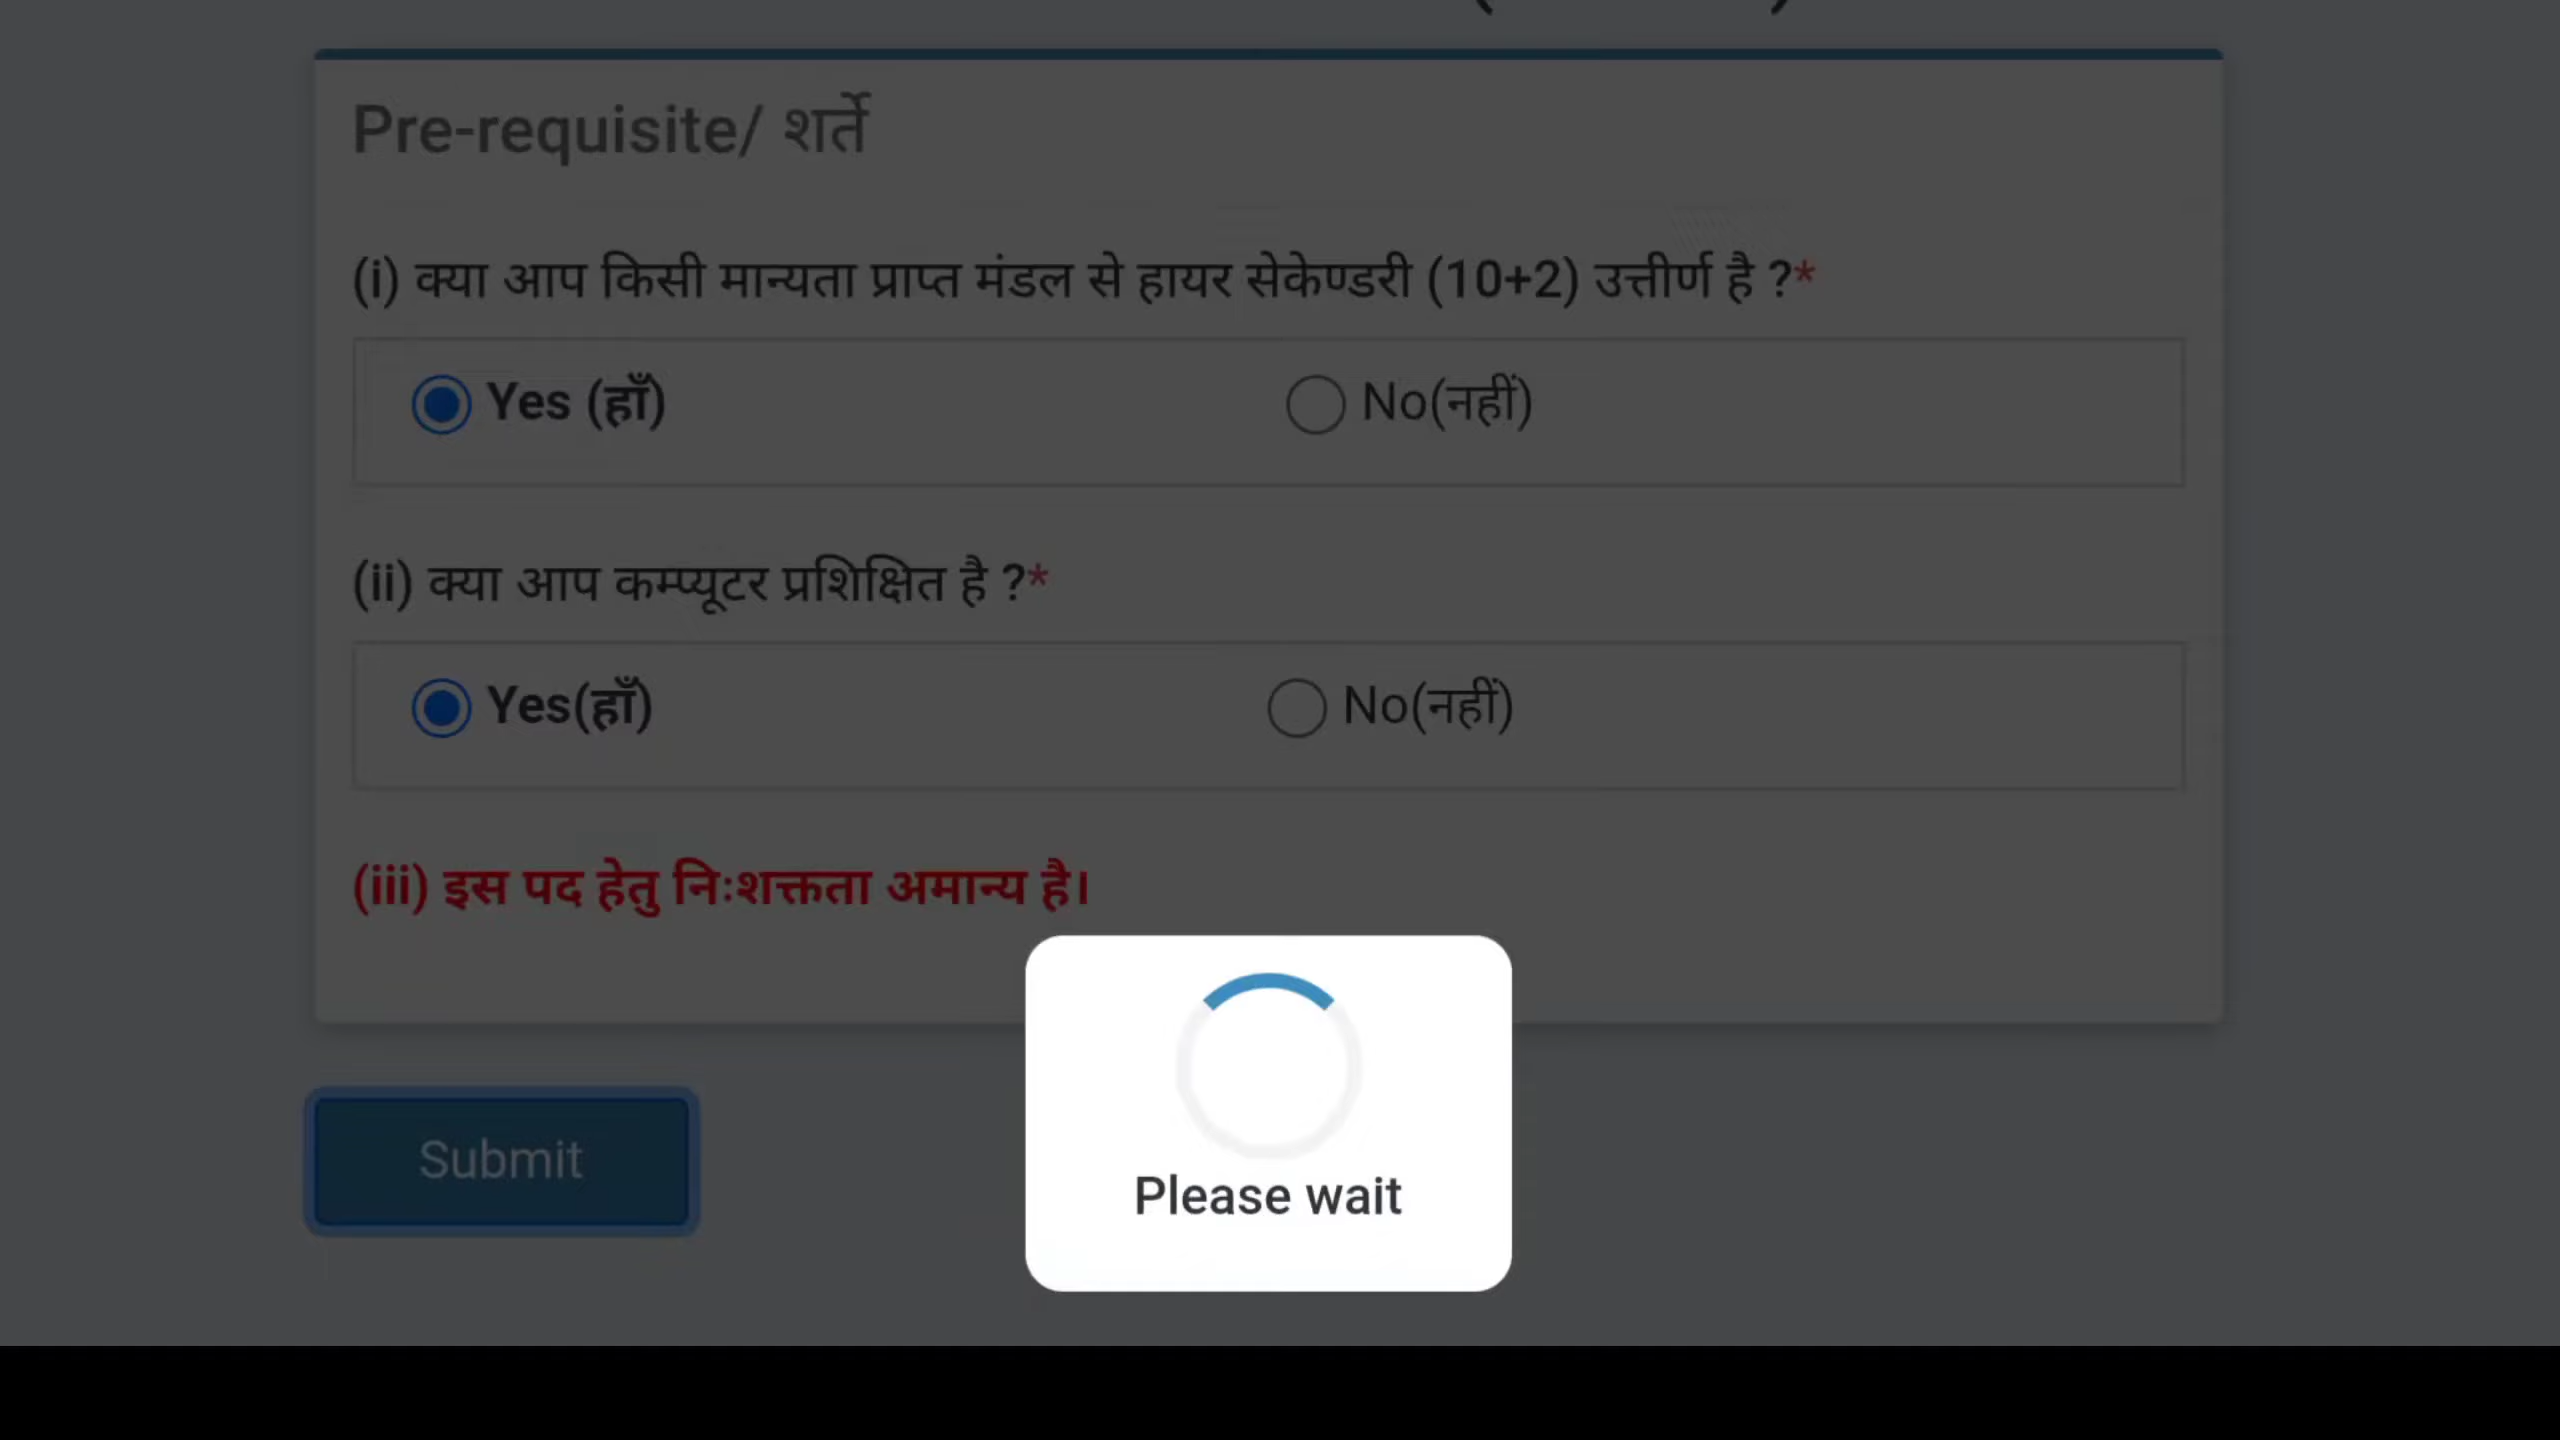 Pre-requisite/ शर्ते
(i) क्या आप किसी मान्यता प्राप्त मंडल से हायर सेकेण्डरी (10+2) उत्तीर्ण है ?*
Yes (हाँ) No(नहीं)
(ii) क्या आप कम्प्यूटर प्रशिक्षित है ?*
Yes(हाँ) No(नहीं)
(iii) इस पद हेतु निःशक्तता अमान्य है।
Submit
Please wait